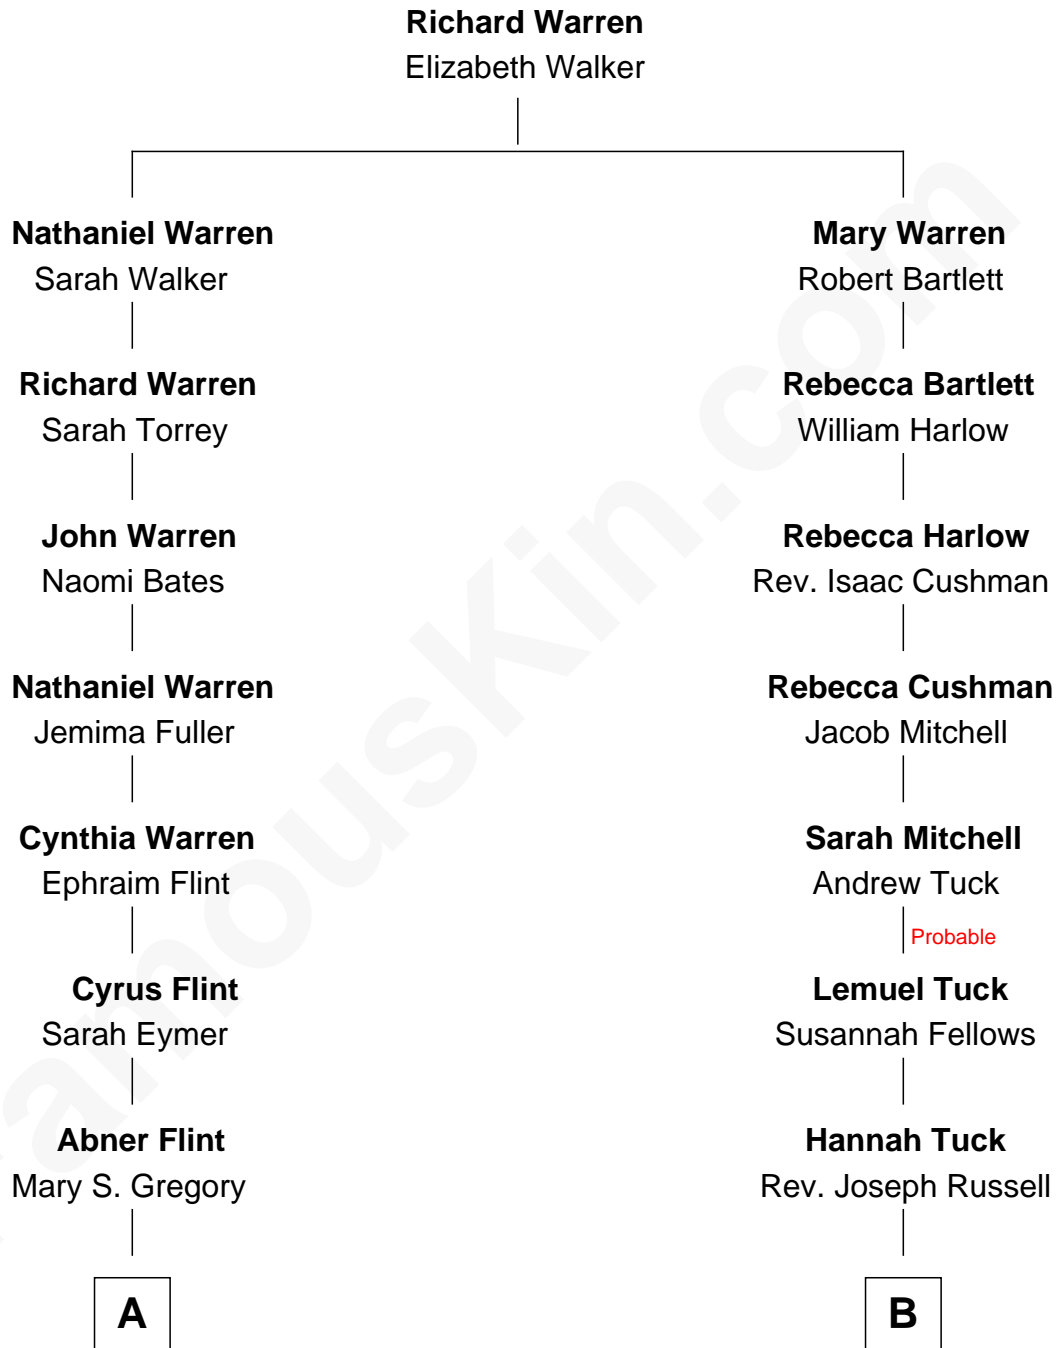 Richard Warren
Elizabeth Walker
Nathaniel Warren
Sarah Walker
Mary Warren
Robert Bartlett
Richard Warren
Sarah Torrey
Rebecca Bartlett
William Harlow
John Warren
Naomi Bates
Rebecca Harlow
Rev. Isaac Cushman
Nathaniel Warren
Jemima Fuller
Rebecca Cushman
Jacob Mitchell
Cynthia Warren
Ephraim Flint
Sarah Mitchell
Andrew Tuck
Probable
Cyrus Flint
Sarah Eymer
Lemuel Tuck
Susannah Fellows
Abner Flint
Mary S. Gregory
Hannah Tuck
Rev. Joseph Russell
A
B
FamousKin.com